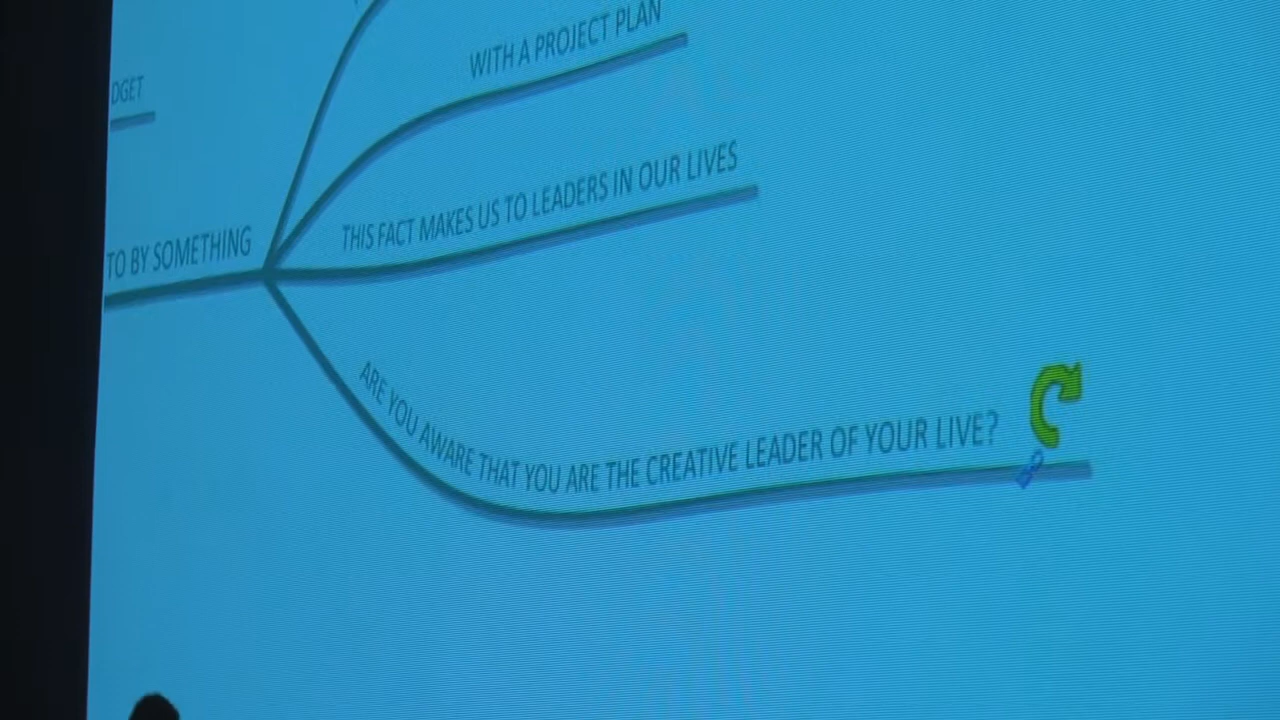 WITH A PROJECT PLAN
DGET
THIS FACT MAKES US TO LEADERS IN OUR LIVES
TO BY SOMETHING
ARE YOU AWARE THAT YOU ARE THE CREATIVE LEADER OF YOUR LIVE?